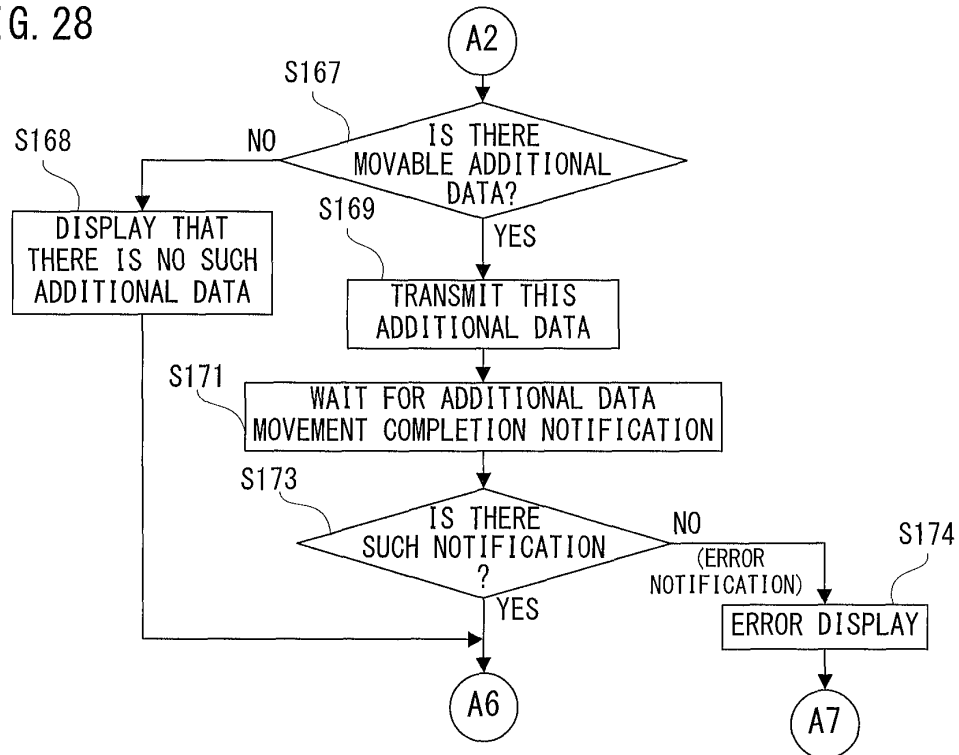 G. 28
A2
S167
IS THERE
MOVABLE ADDITIONAL
DATA?
NO
S168
DISPLAY THAT
THERE IS NO SUCH
ADDITIONAL DATA
YES
S169
TRANSMIT THIS
ADDITIONAL DATA
S171
WAIT FOR ADDITIONAL DATA
MOVEMENT COMPLETION NOTIFICATION
S173
IS THERE
SUCH NOTIFICATION
?
NO
(ERROR
NOTIFICATION)
S174
ERROR DISPLAY
YES
A6
A7